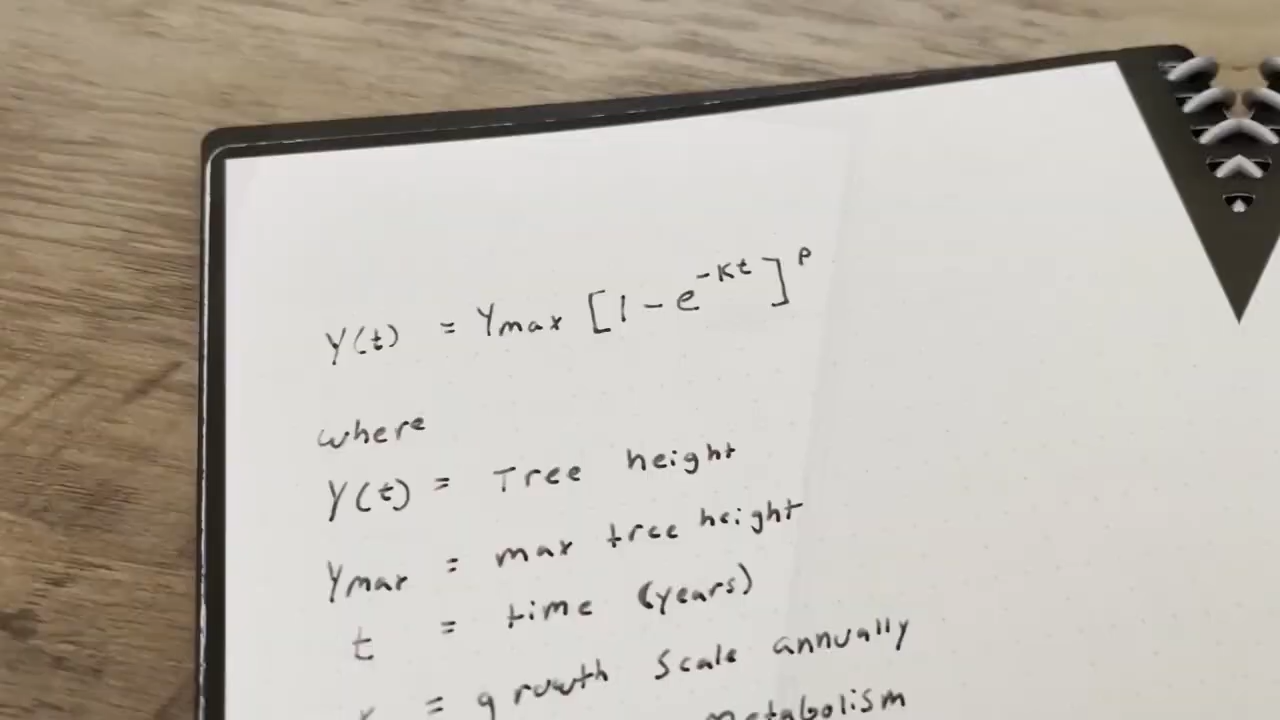 Y(t) = Ymax [1 - e^-kt]^p
where
Y(t) = Tree height
Ymax = max tree height
t = time (years)
k = growth scale annually
metabolism